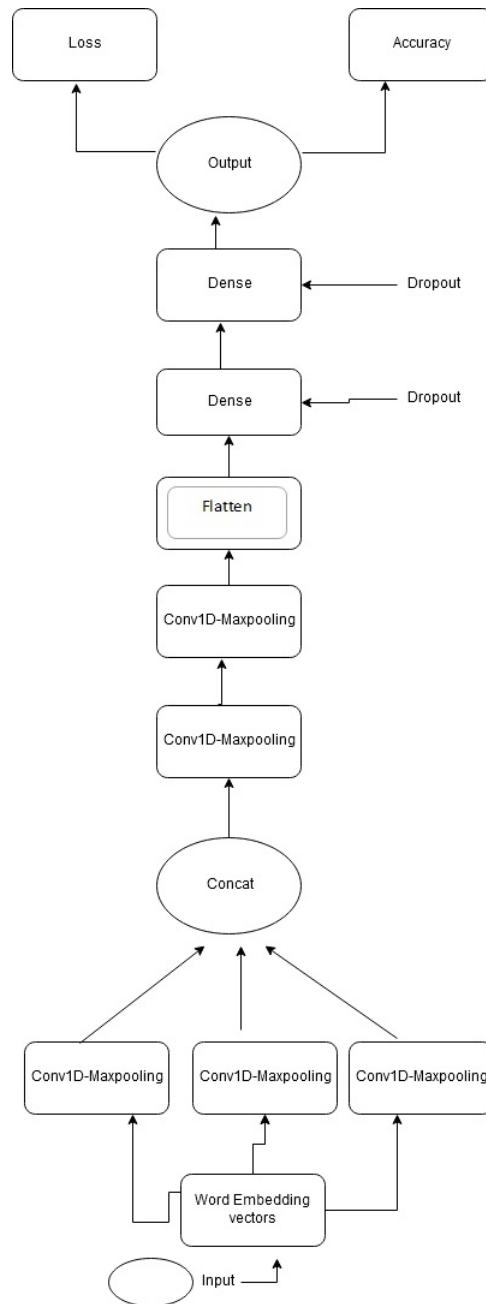 Loss
Accuracy
Output
Dense
Dropout
Dense
Dropout
Flatten
Conv1D-Maxpooling
Conv1D-Maxpooling
Concat
Conv1D-Maxpooling
Conv1D-Maxpooling
Conv1D-Maxpooling
Word Embedding
vectors
Input